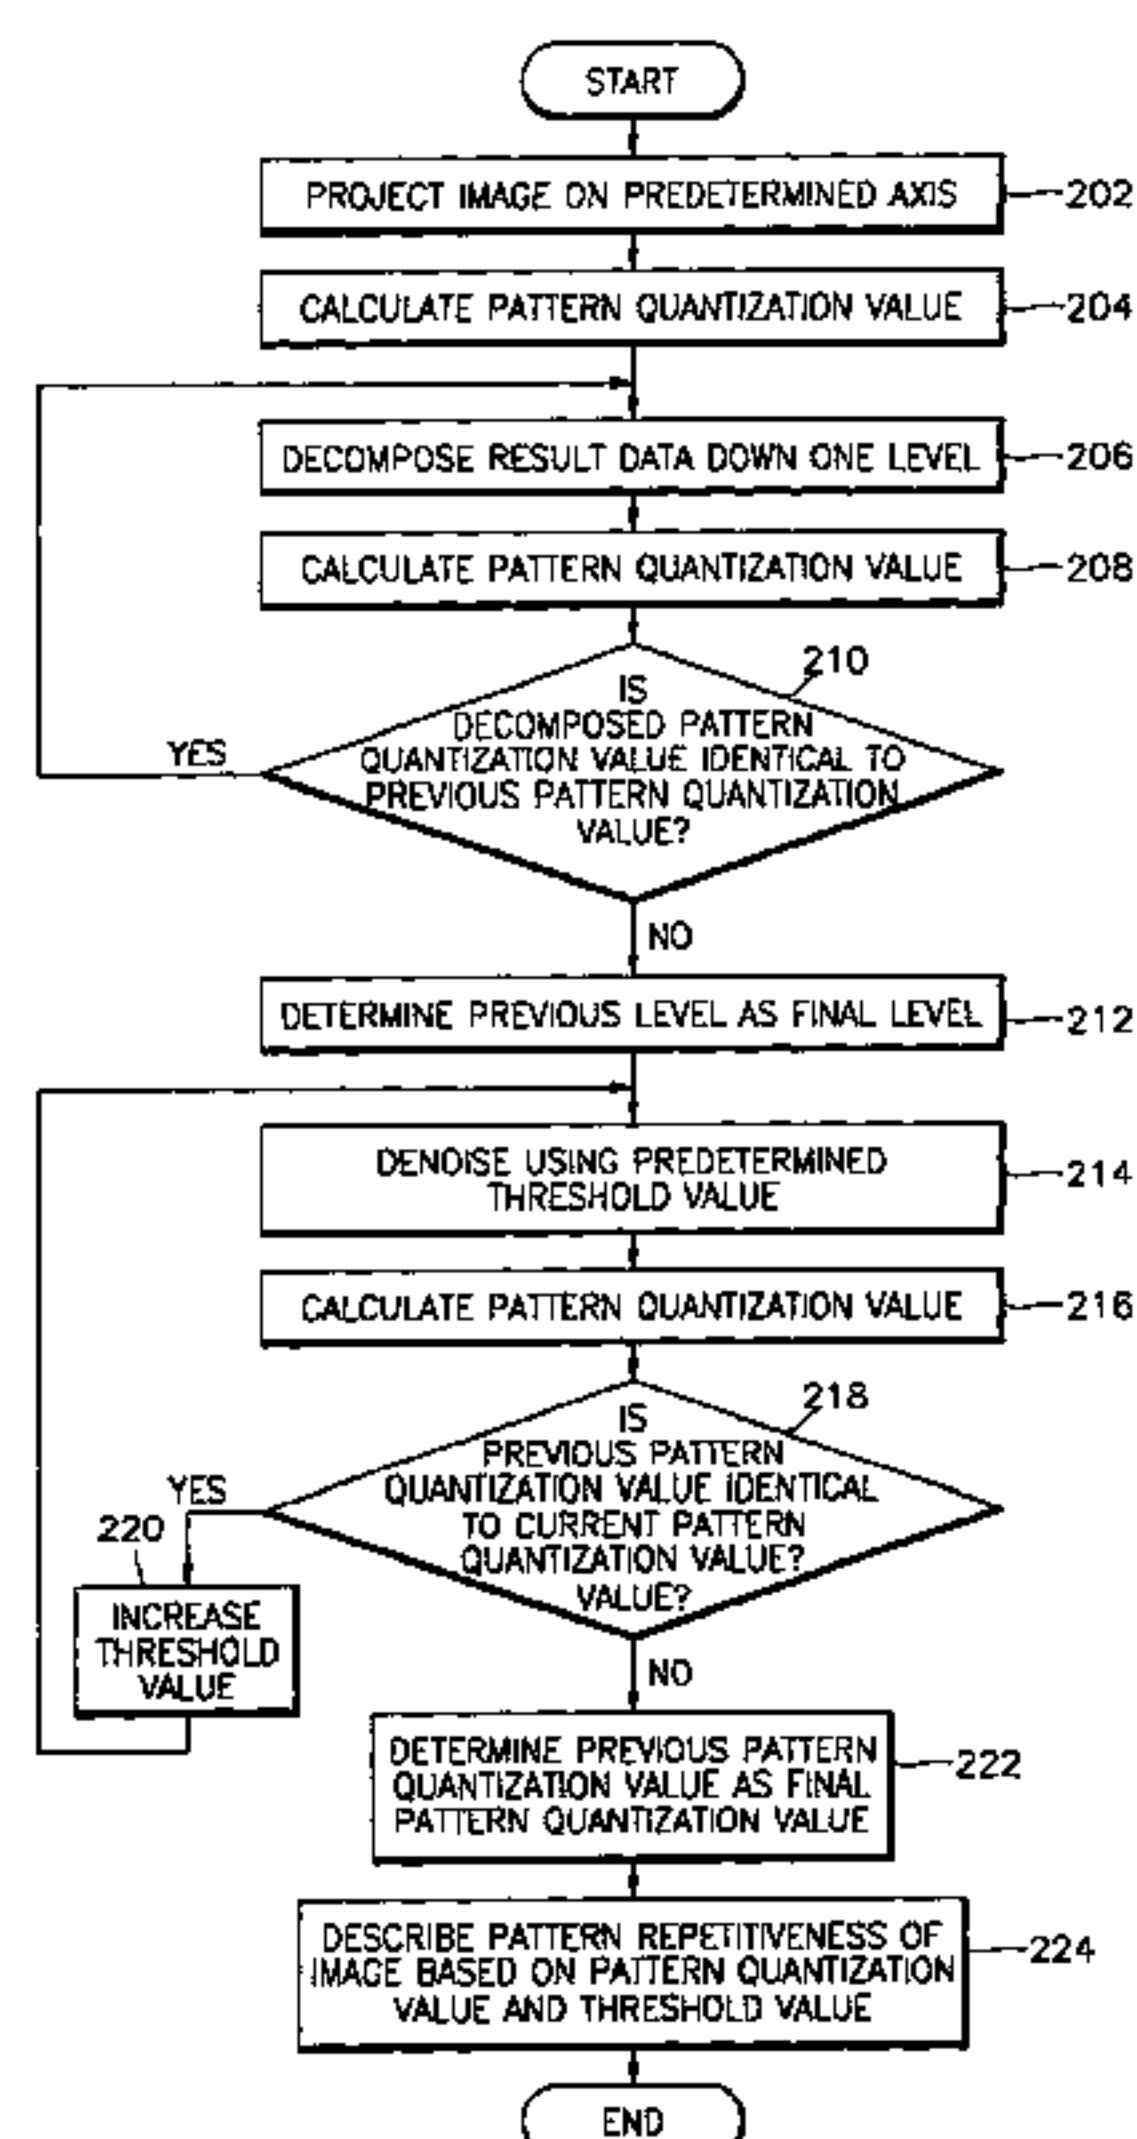 START
PROJECT IMAGE ON PREDETERMINED AXIS
202
CALCULATE PATTERN QUANTIZATION VALUE
204
DECOMPOSE RESULT DATA DOWN ONE LEVEL
206
CALCULATE PATTERN QUANTIZATION VALUE
208
210
IS
DECOMPOSED PATTERN
QUANTIZATION VALUE IDENTICAL TO
PREVIOUS PATTERN QUANTIZATION
VALUE?
YES
NO
DETERMINE PREVIOUS LEVEL AS FINAL LEVEL
212
DENOISE USING PREDETERMINED
THRESHOLD VALUE
214
CALCULATE PATTERN QUANTIZATION VALUE
216
218
IS
PREVIOUS PATTERN
QUANTIZATION VALUE IDENTICAL
TO CURRENT PATTERN
QUANTIZATION VALUE?
VALUE?
YES
220
INCREASE
THRESHOLD
VALUE
NO
DETERMINE PREVIOUS PATTERN
QUANTIZATION VALUE AS FINAL
PATTERN QUANTIZATION VALUE
222
DESCRIBE PATTERN REPETITIVENESS OF
IMAGE BASED ON PATTERN QUANTIZATION
VALUE AND THRESHOLD VALUE
224
END